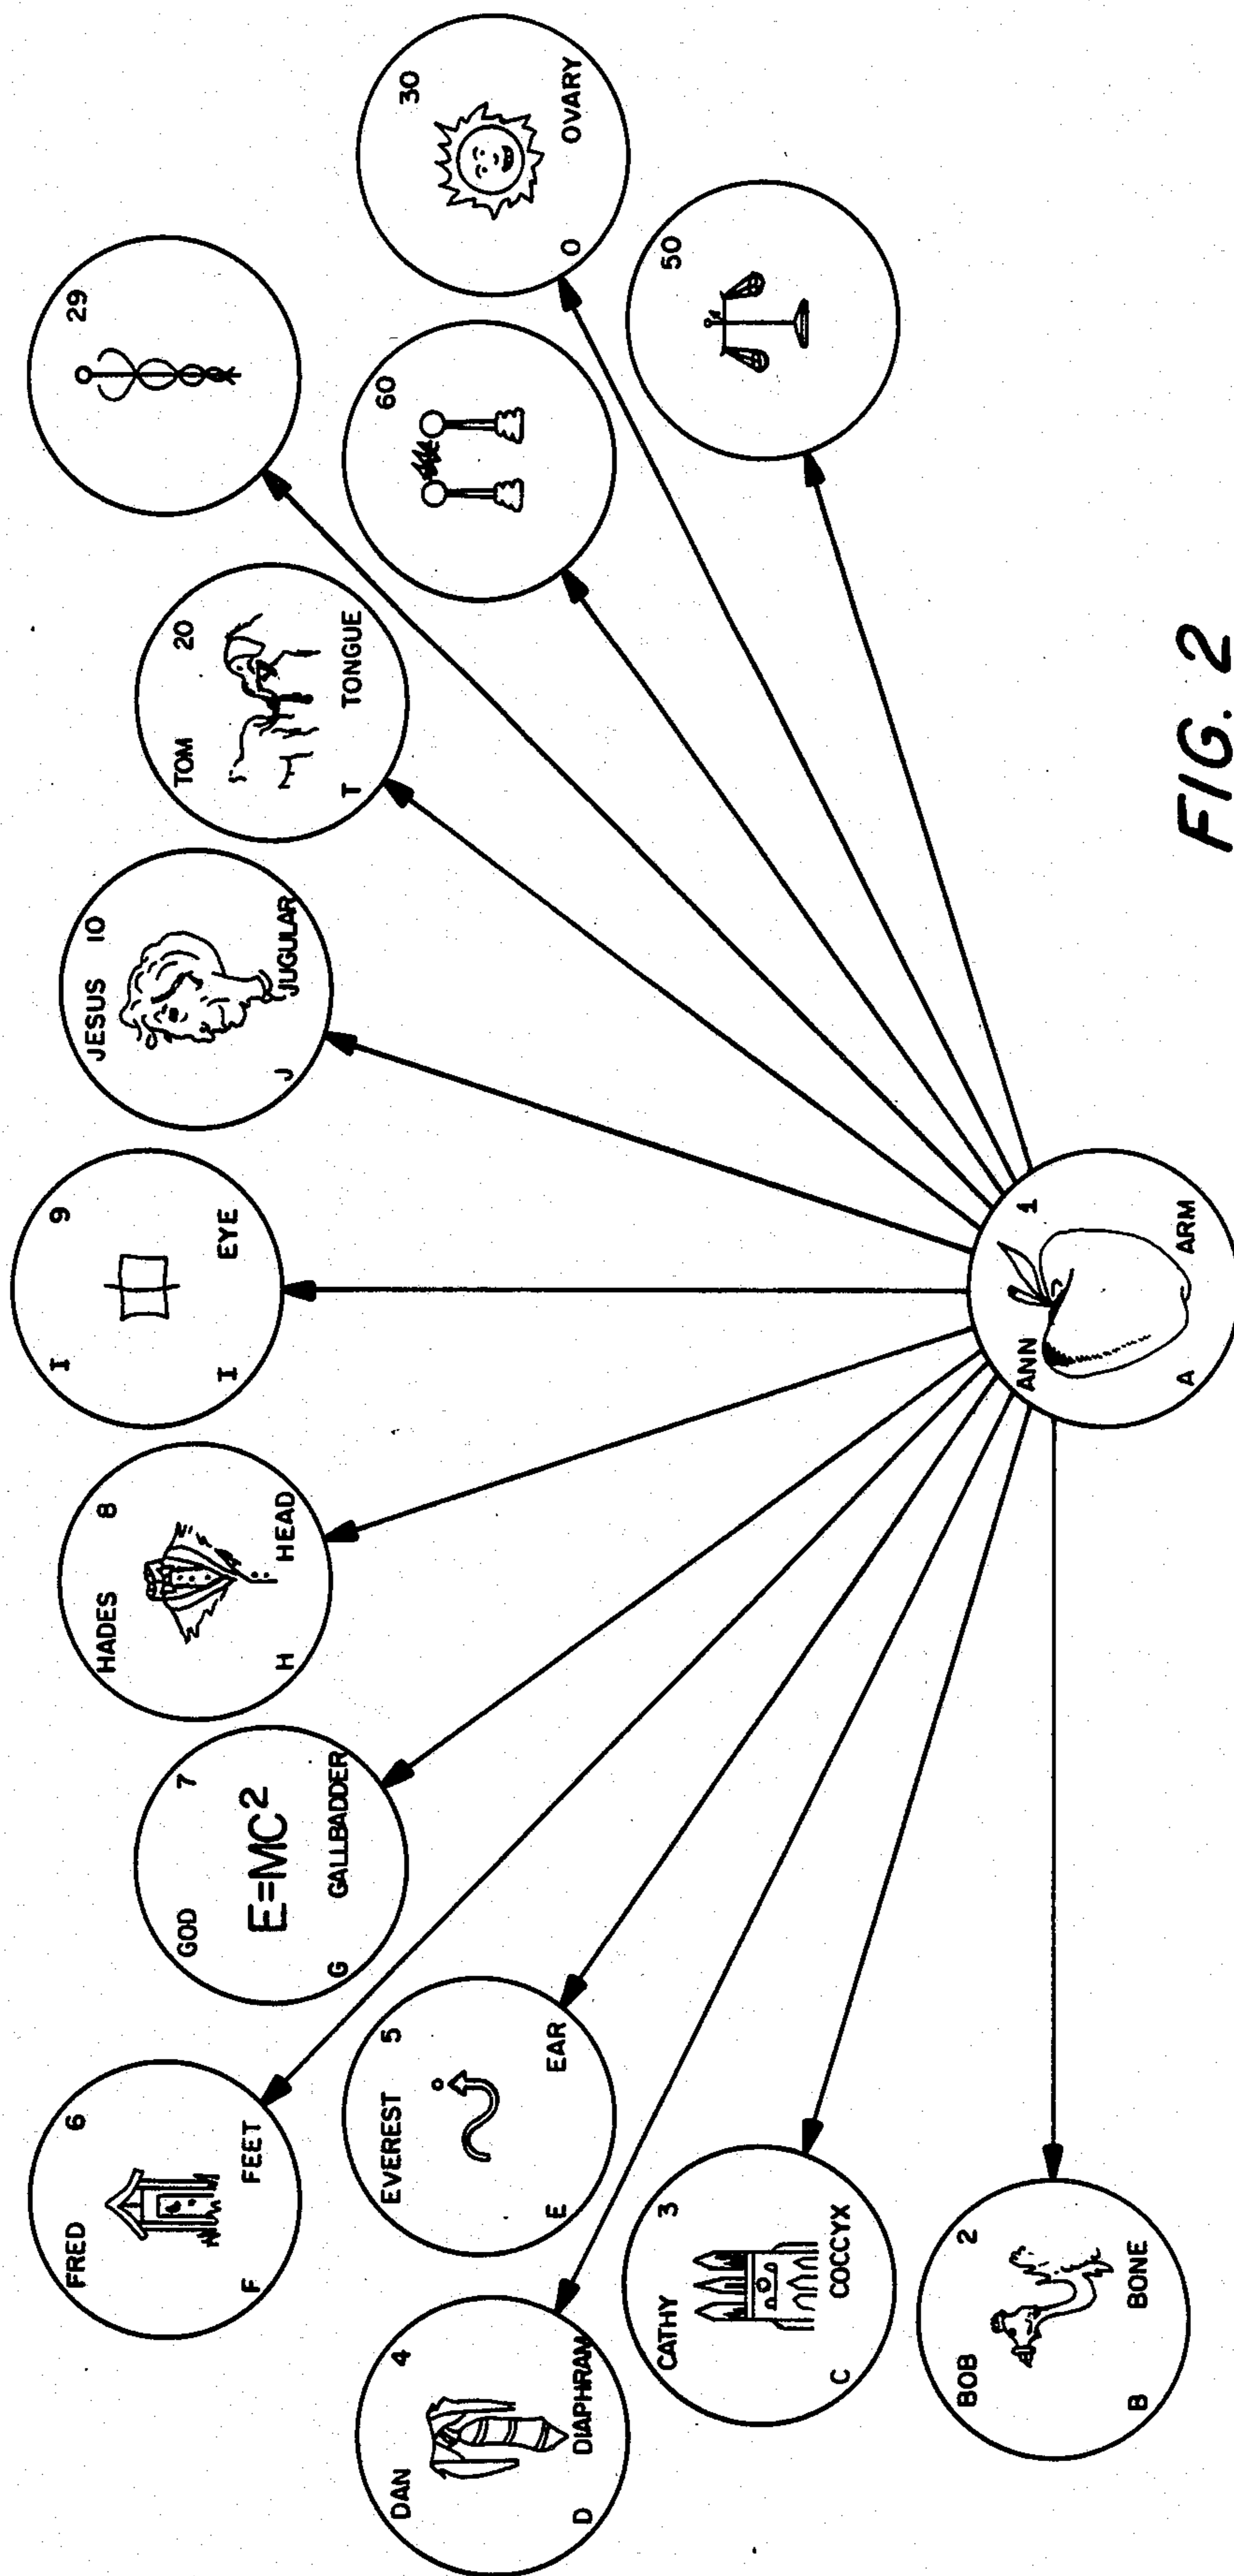 BOB 2
B BONE
CATHY 3
C COCCYX
DAN 4
D DIAPHRAM
EVEREST 5
E EAR
FRED 6
F FEET
GOD 7
E=MC²
G GALLBADDER
HADES 8
H HEAD
I 9
I EYE
JESUS 10
J JUGULAR
TOM 20
T TONGUE
29
60
30
O OVARY
50
ANN 1
A ARM
FIG. 2